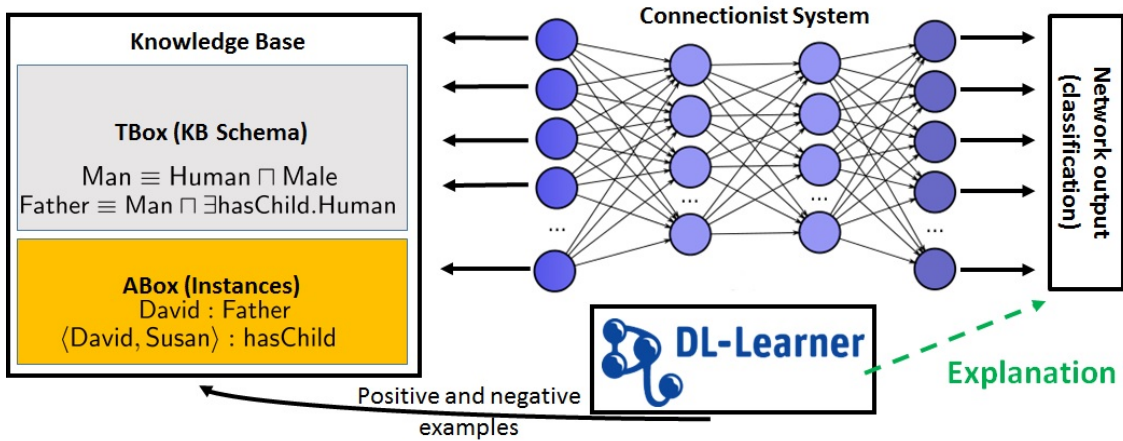 Knowledge Base
TBox (KB Schema)
Man ≡ Human ⊓ Male
Father ≡ Man ⊓ ∃hasChild.Human
ABox (Instances)
David : Father
⟨David, Susan⟩ : hasChild
Connectionist System
...
...
...
...
Network output
(classification)
DL-Learner
Explanation
Positive and negative
examples